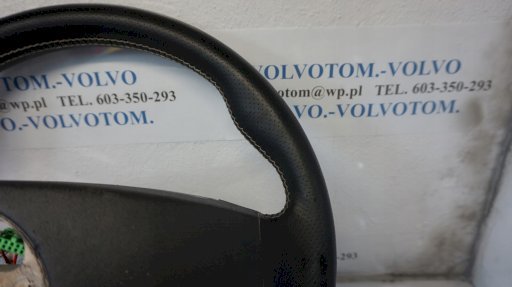 TOM.-VOLVO VOLVOTOM.-VOLVO
@wp.pl TEL. 603-350-293 otom@wp.pl TEL. 603-350-293
O.-VOLVOTOM. VO.-VOLVOTOM.
-293